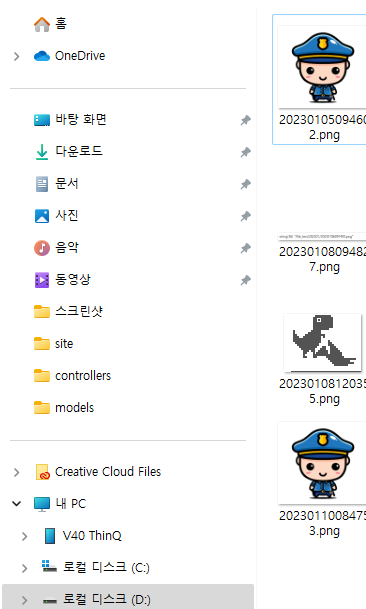 홈
OneDrive
바탕 화면
다운로드
문서
사진
음악
동영상
스크린샷
site
controllers
models
Creative Cloud Files
내 PC
V40 ThinQ
로컬 디스크 (C:)
로컬 디스크 (D:)
2023010509460
2.png
2023010809482
7.png
2023010812035
5.png
2023011008475
3.png